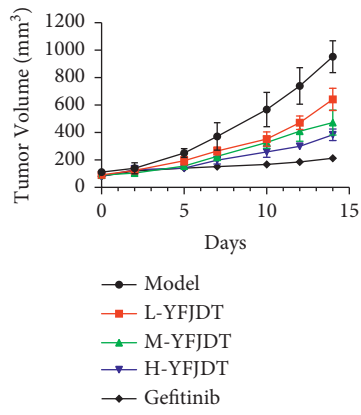 Tumor Volume (mm³)
1200
1000
800
600
400
200
0
0 5 10 15
Days
Model
L-YFJDT
M-YFJDT
H-YFJDT
Gefitinib